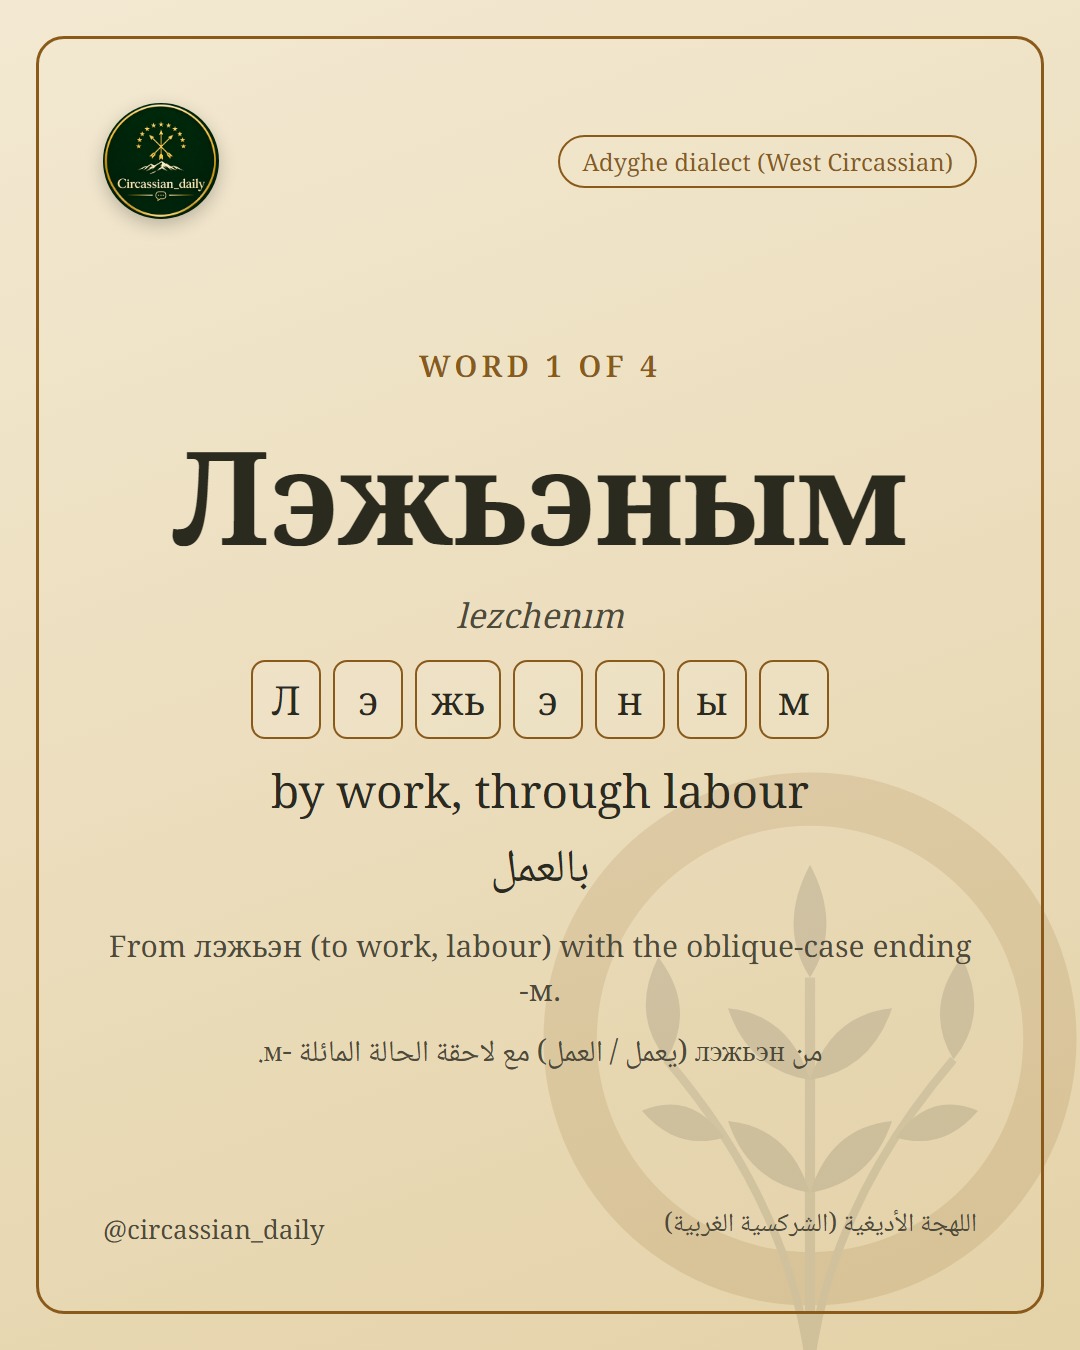 Circassian_daily
Adyghe dialect (West Circassian)
WORD 1 OF 4
Лэжьэным
lezchenım
Л э жь э н ы м
by work, through labour
بالعمل
From лэжьэн (to work, labour) with the oblique-case ending
-м.
من лэжьэн (يعمل / العمل) مع لاحقة الحالة المائلة -м.
@circassian_daily
اللهجة الأديغية (الشركسية الغربية)